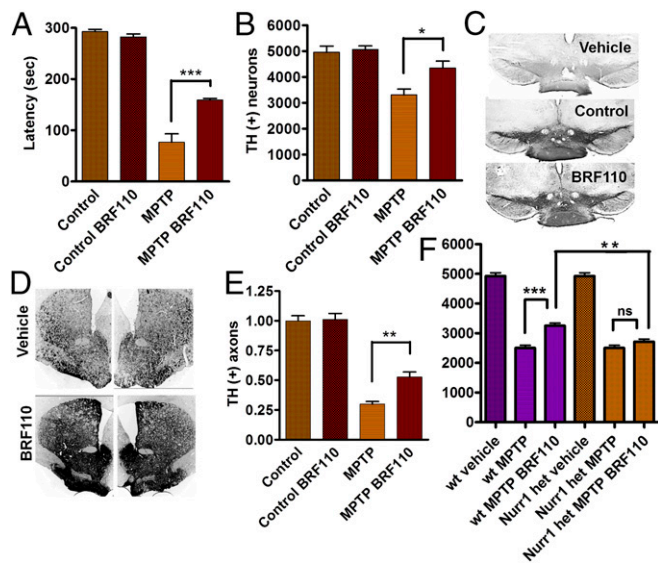 A
Latency (sec)
300
200
100
0
***
Control
Control BRF110
MPTP
MPTP BRF110
B
TH (+) neurons
6000
5000
4000
3000
2000
1000
0
*
Control
Control BRF110
MPTP
MPTP BRF110
C
Vehicle
Control
BRF110
D
Vehicle
BRF110
E
TH (+) axons
1.25
1.00
0.75
0.50
0.25
0.00
**
Control
Control BRF110
MPTP
MPTP BRF110
F
6000
5000
4000
3000
2000
1000
0
***
**
ns
wt vehicle
wt MPTP
wt MPTP BRF110
Nurr1 het vehicle
Nurr1 het MPTP
Nurr1 het MPTP BRF110